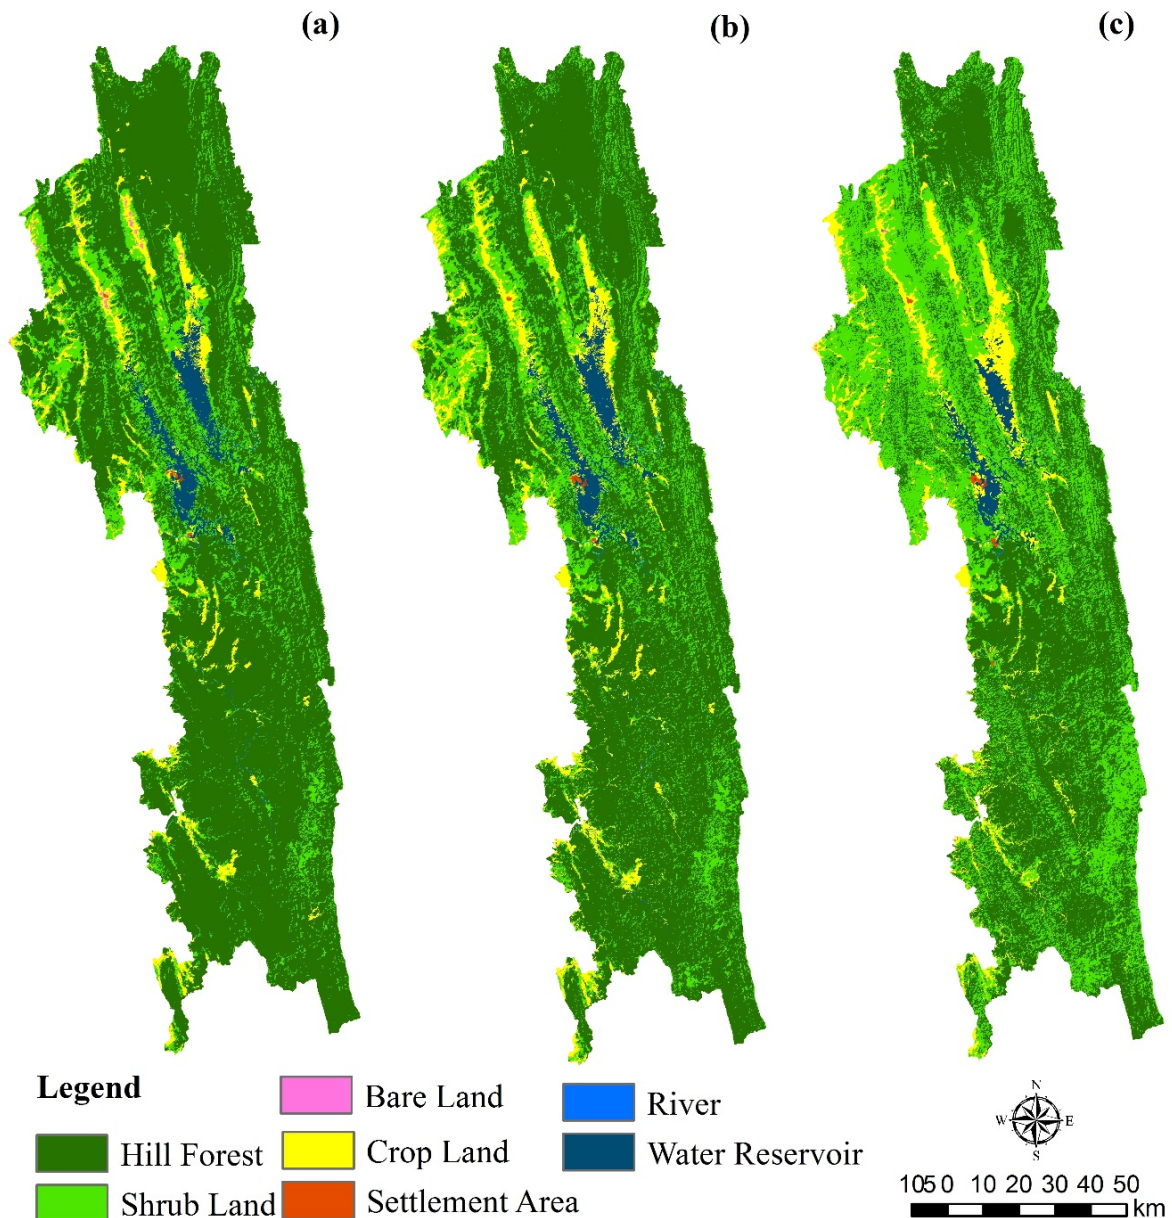 (a) (b) (c)
Legend
Bare Land
River
Hill Forest
Crop Land
Water Reservoir
Shrub Land
Settlement Area
N
W E
S
105 0 10 20 30 40 50
km